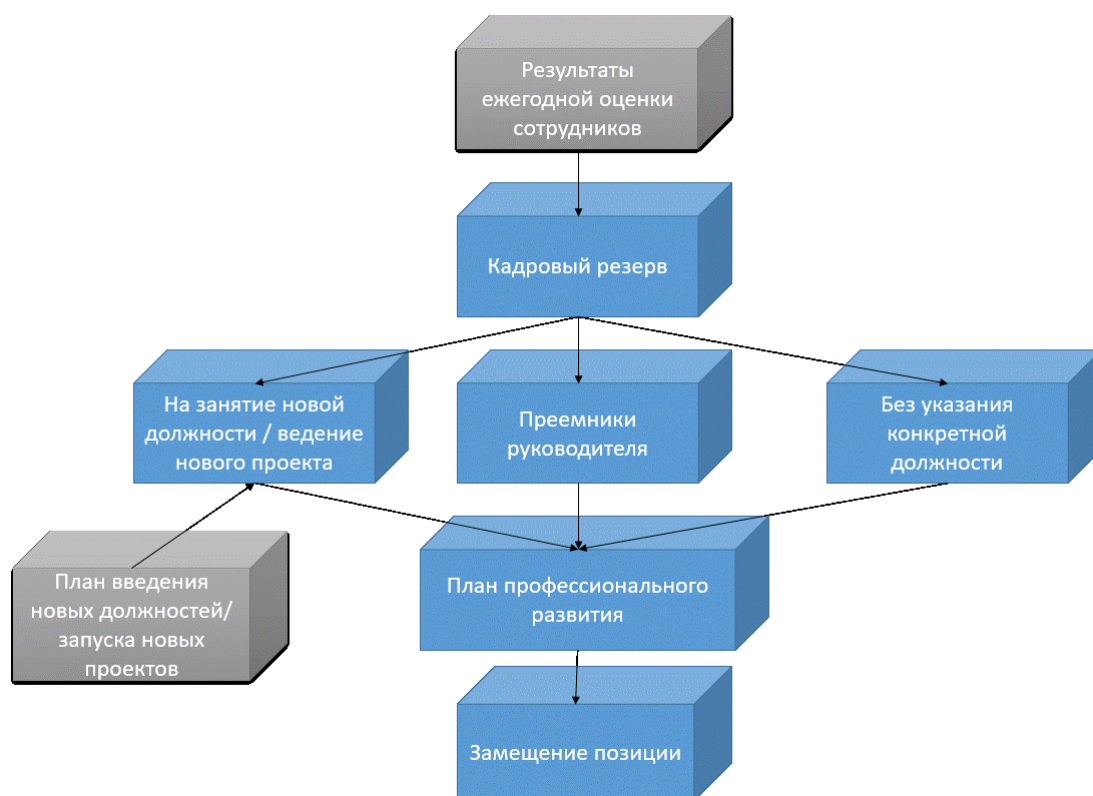 Результаты
ежегодной оценки
сотрудников
Кадровый резерв
На занятие новой
должности / ведение
нового проекта
Преемники
руководителя
Без указания
конкретной
должности
План введения
новых должностей/
запуска новых
проектов
План профессионального
развития
Замещение позиции